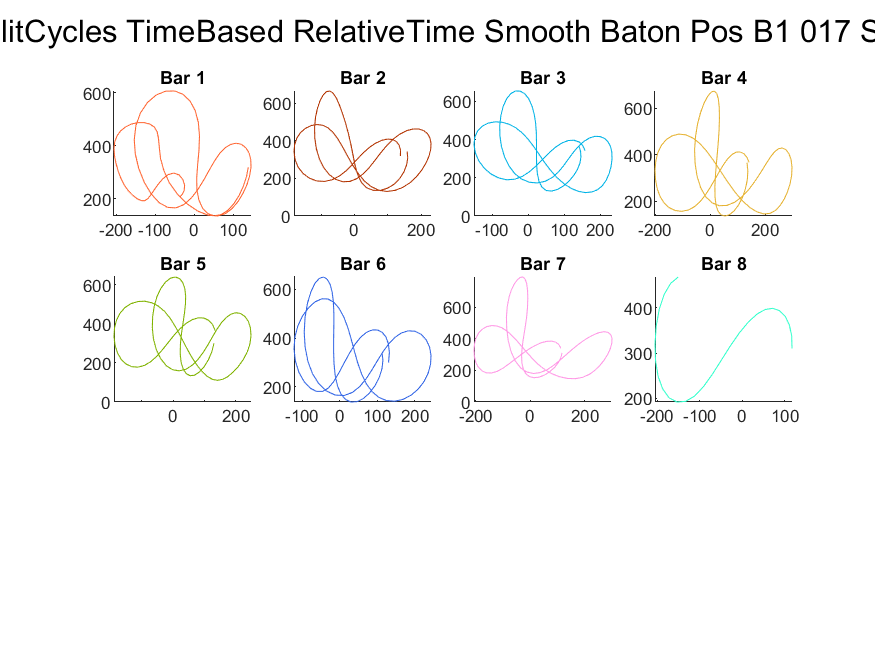 litCycles TimeBased RelativeTime Smooth Baton Pos B1 017 S
Bar 1 Bar 2 Bar 3 Bar 4
600 600 600 600
400 400 400 400
200 200 200 200
0 0
-200 -100 0 100 0 200 -100 0 100 200 -200 0 200
Bar 5 Bar 6 Bar 7 Bar 8
600 600 600 400
400 400 400 300
200 200 200 200
0 0
0 200 -100 0 100 200 -200 0 200 -200 -100 0 100